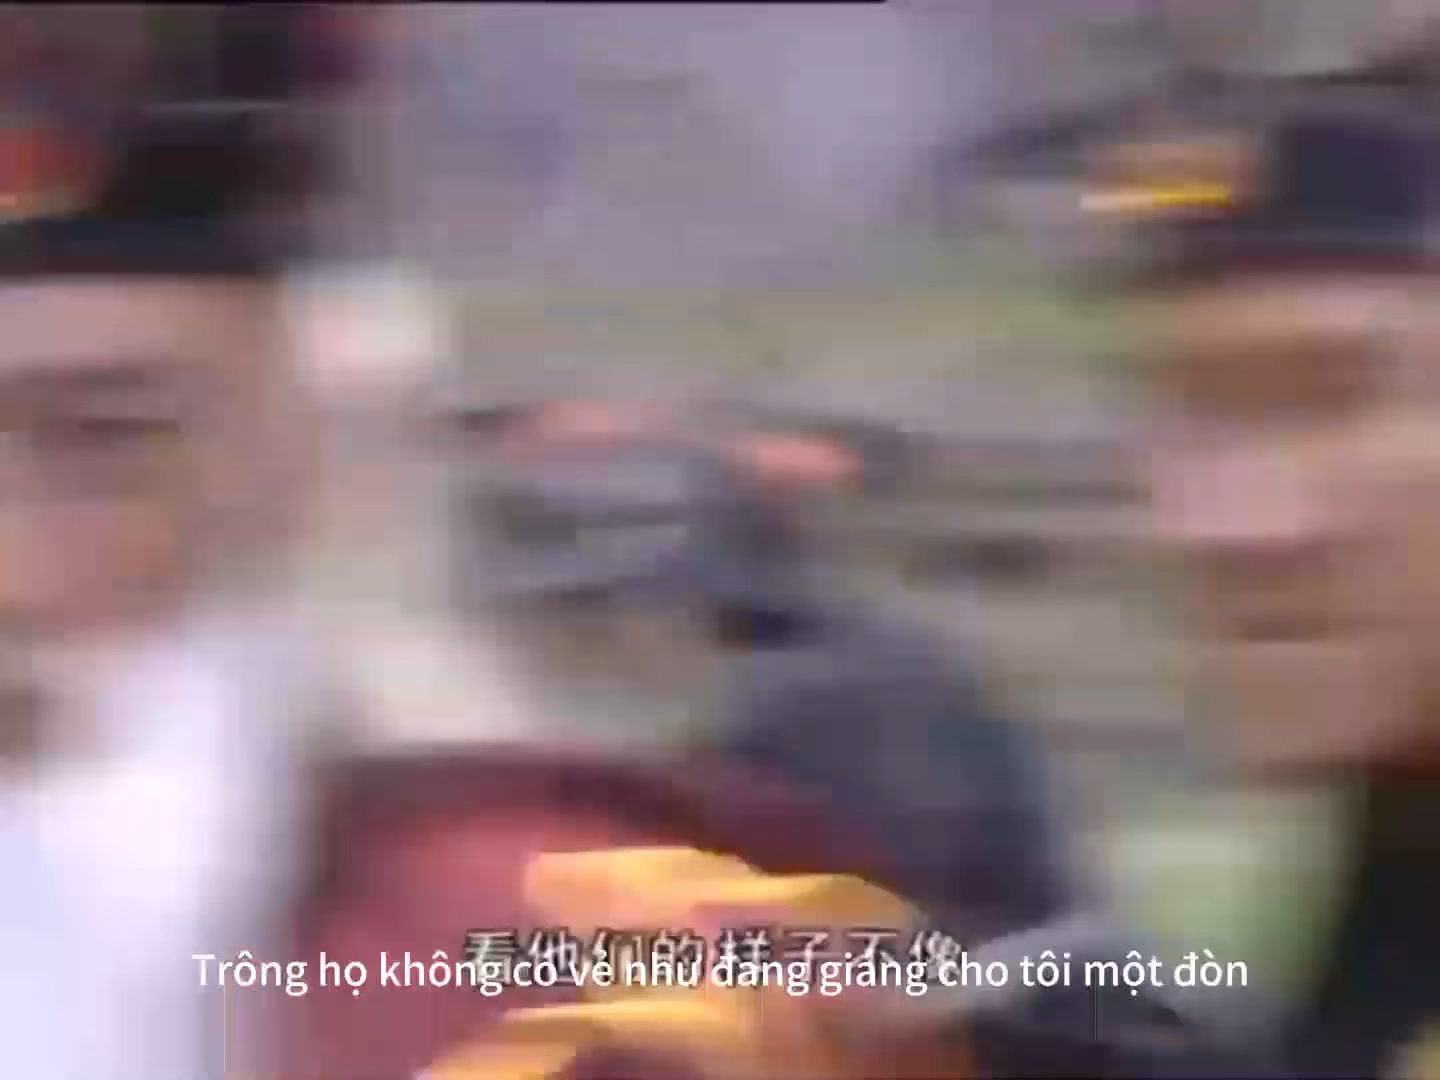 看他们的样子不像
Trông họ không có vẻ như đang giáng cho tôi một đòn